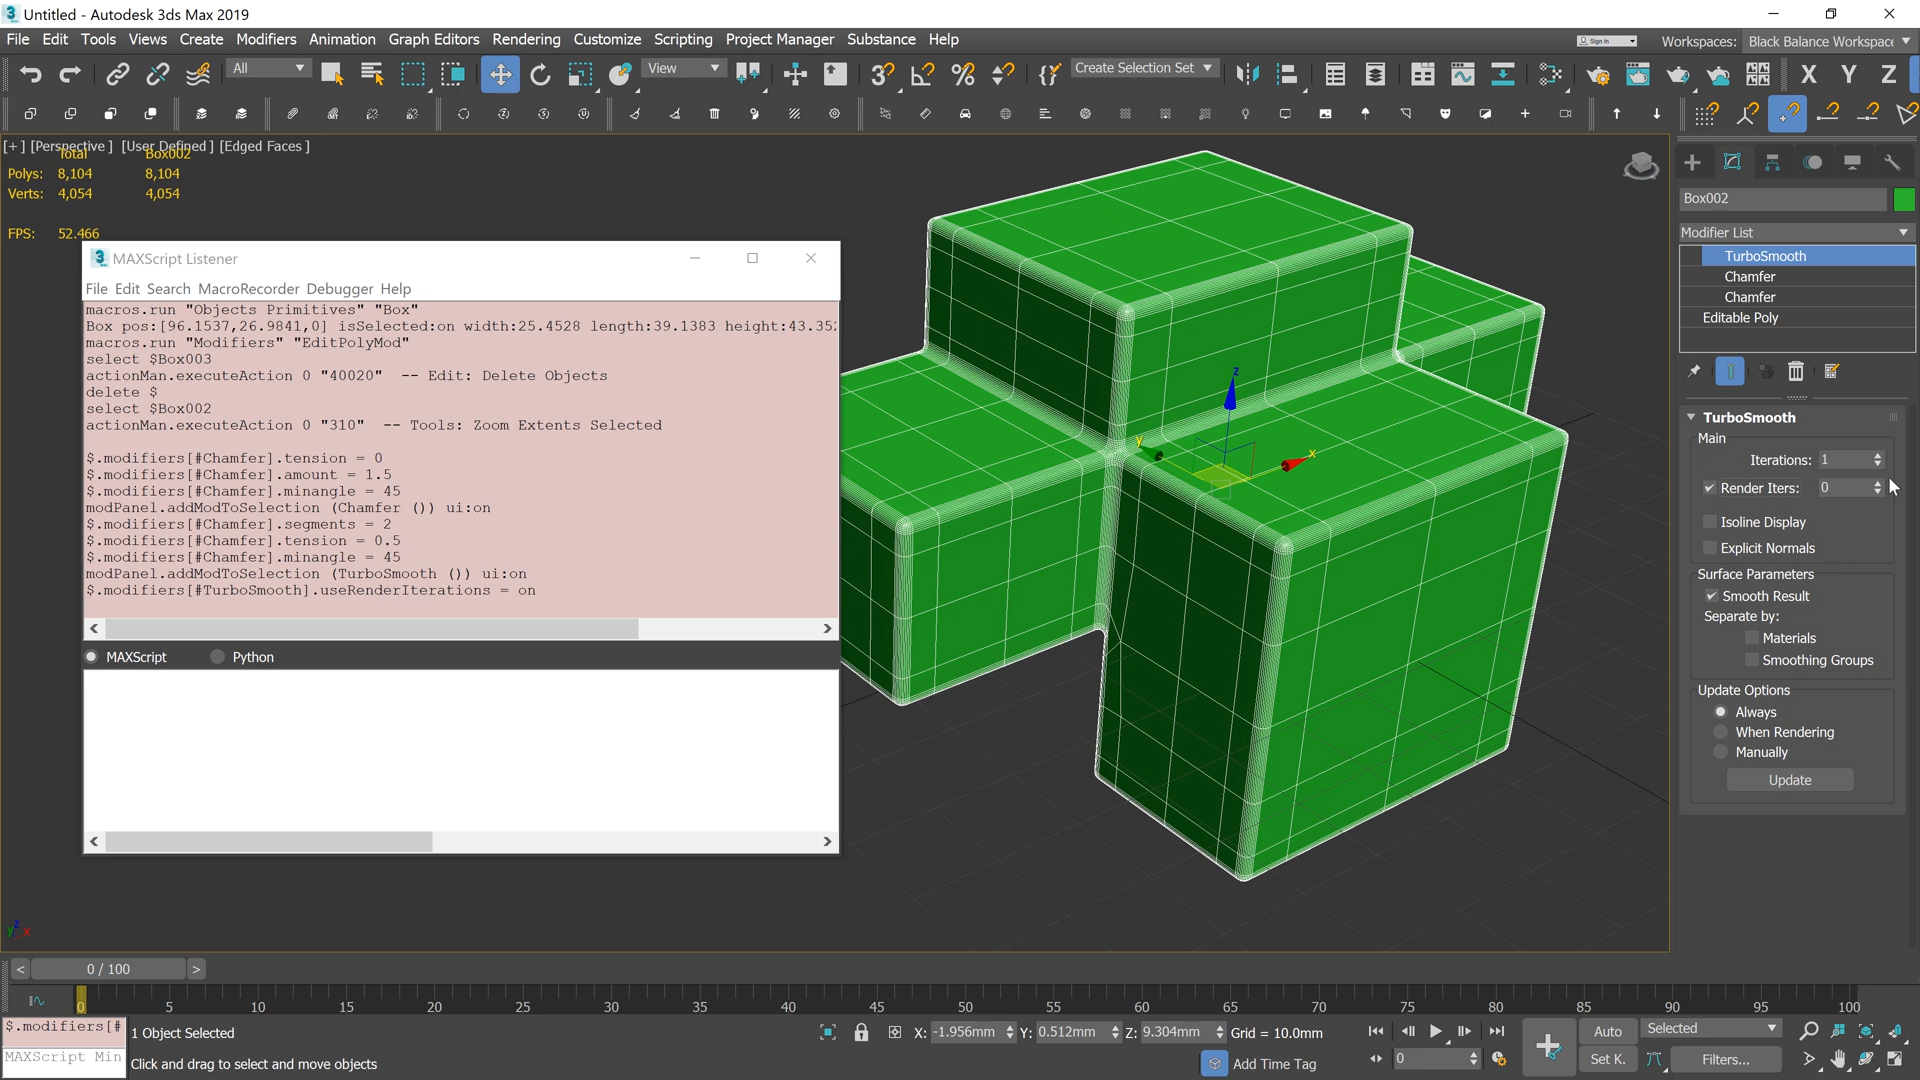 Untitled - Autodesk 3ds Max 2019
File Edit Tools Views Create Modifiers Animation Graph Editors Rendering Customize Scripting Project Manager Substance Help
Sign In
Workspaces: Black Balance Workspace
All
View
Create Selection Set
X Y Z
[+] [Perspective] [User Defined] [Edged Faces]
Total Box002
Polys: 8,104 8,104
Verts: 4,054 4,054
FPS: 52.466
MAXScript Listener
File Edit Search MacroRecorder Debugger Help
macros.run "Objects Primitives" "Box"
Box pos:[96.1537,26.9841,0] isSelected:on width:25.4528 length:39.1383 height:43.352
macros.run "Modifiers" "EditPolyMod"
select $Box003
actionMan.executeAction 0 "40020" -- Edit: Delete Objects
delete $
select $Box002
actionMan.executeAction 0 "310" -- Tools: Zoom Extents Selected
$.modifiers[#Chamfer].tension = 0
$.modifiers[#Chamfer].amount = 1.5
$.modifiers[#Chamfer].minangle = 45
modPanel.addModToSelection (Chamfer ()) ui:on
$.modifiers[#Chamfer].segments = 2
$.modifiers[#Chamfer].tension = 0.5
$.modifiers[#Chamfer].minangle = 45
modPanel.addModToSelection (TurboSmooth ()) ui:on
$.modifiers[#TurboSmooth].useRenderIterations = on
MAXScript Python
z
y
x
Box002
Modifier List
TurboSmooth
Chamfer
Chamfer
Editable Poly
TurboSmooth
Main
Iterations: 1
Render Iters: 0
Isoline Display
Explicit Normals
Surface Parameters
Smooth Result
Separate by:
Materials
Smoothing Groups
Update Options
Always
When Rendering
Manually
Update
z
y x
< 0 / 100 >
0 5 10 15 20 25 30 35 40 45 50 55 60 65 70 75 80 85 90 95 100
$.modifiers[#
MAXScript Min
1 Object Selected
Click and drag to select and move objects
X: -1.956mm Y: 0.512mm Z: 9.304mm Grid = 10.0mm
Add Time Tag
0
Auto Selected
Set K. Filters...